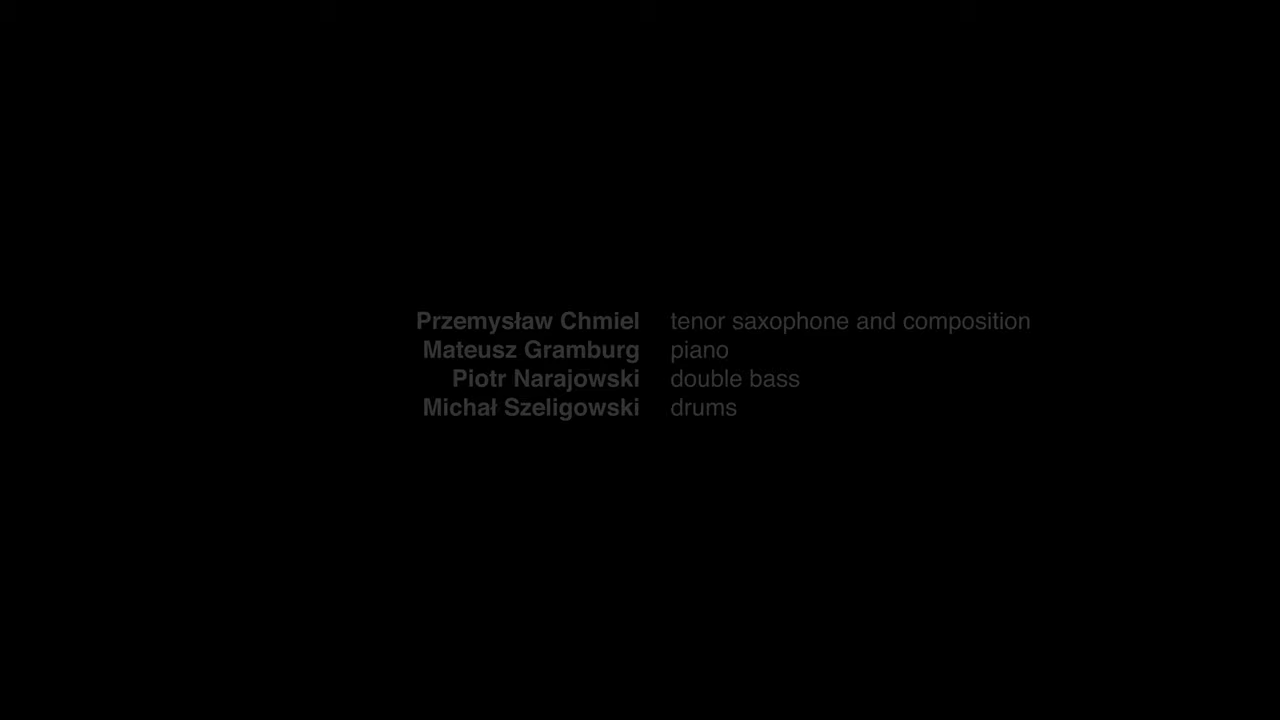 Przemysław Chmiel tenor saxophone and composition
Mateusz Gramburg piano
Piotr Narajowski double bass
Michał Szeligowski drums